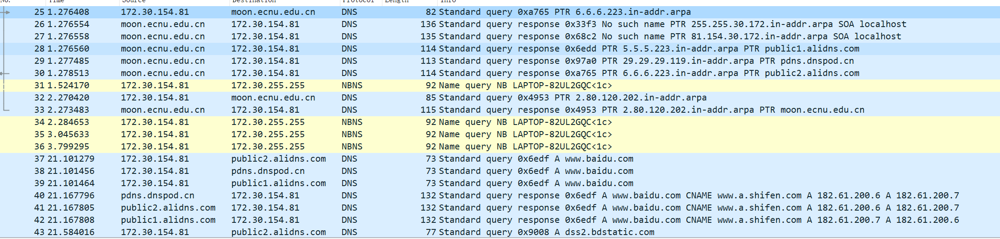 No. Time Source Destination Protocol Length Info
25 1.276408 172.30.154.81 moon.ecnu.edu.cn DNS 82 Standard query 0xa765 PTR 6.6.6.223.in-addr.arpa
26 1.276554 moon.ecnu.edu.cn 172.30.154.81 DNS 136 Standard query response 0x33f3 No such name PTR 255.255.30.172.in-addr.arpa SOA localhost
27 1.276558 moon.ecnu.edu.cn 172.30.154.81 DNS 135 Standard query response 0x68c2 No such name PTR 81.154.30.172.in-addr.arpa SOA localhost
28 1.276560 moon.ecnu.edu.cn 172.30.154.81 DNS 114 Standard query response 0x6edd PTR 5.5.5.223.in-addr.arpa PTR public1.alidns.com
29 1.277485 moon.ecnu.edu.cn 172.30.154.81 DNS 113 Standard query response 0x97a0 PTR 29.29.29.119.in-addr.arpa PTR pdns.dnspod.cn
30 1.278513 moon.ecnu.edu.cn 172.30.154.81 DNS 114 Standard query response 0xa765 PTR 6.6.6.223.in-addr.arpa PTR public2.alidns.com
31 1.524170 172.30.154.81 172.30.255.255 NBNS 92 Name query NB LAPTOP-82UL2GQC<1c>
32 2.270420 172.30.154.81 moon.ecnu.edu.cn DNS 85 Standard query 0x4953 PTR 2.80.120.202.in-addr.arpa
33 2.273483 moon.ecnu.edu.cn 172.30.154.81 DNS 115 Standard query response 0x4953 PTR 2.80.120.202.in-addr.arpa PTR moon.ecnu.edu.cn
34 2.284653 172.30.154.81 172.30.255.255 NBNS 92 Name query NB LAPTOP-82UL2GQC<1c>
35 3.045633 172.30.154.81 172.30.255.255 NBNS 92 Name query NB LAPTOP-82UL2GQC<1c>
36 3.799295 172.30.154.81 172.30.255.255 NBNS 92 Name query NB LAPTOP-82UL2GQC<1c>
37 21.101279 172.30.154.81 public2.alidns.com DNS 73 Standard query 0x6edf A www.baidu.com
38 21.101456 172.30.154.81 pdns.dnspod.cn DNS 73 Standard query 0x6edf A www.baidu.com
39 21.101464 172.30.154.81 public1.alidns.com DNS 73 Standard query 0x6edf A www.baidu.com
40 21.167796 pdns.dnspod.cn 172.30.154.81 DNS 132 Standard query response 0x6edf A www.baidu.com CNAME www.a.shifen.com A 182.61.200.6 A 182.61.200.7
41 21.167805 public2.alidns.com 172.30.154.81 DNS 132 Standard query response 0x6edf A www.baidu.com CNAME www.a.shifen.com A 182.61.200.6 A 182.61.200.7
42 21.167808 public1.alidns.com 172.30.154.81 DNS 132 Standard query response 0x6edf A www.baidu.com CNAME www.a.shifen.com A 182.61.200.7 A 182.61.200.6
43 21.584016 172.30.154.81 public2.alidns.com DNS 77 Standard query 0x9008 A dss2.bdstatic.com